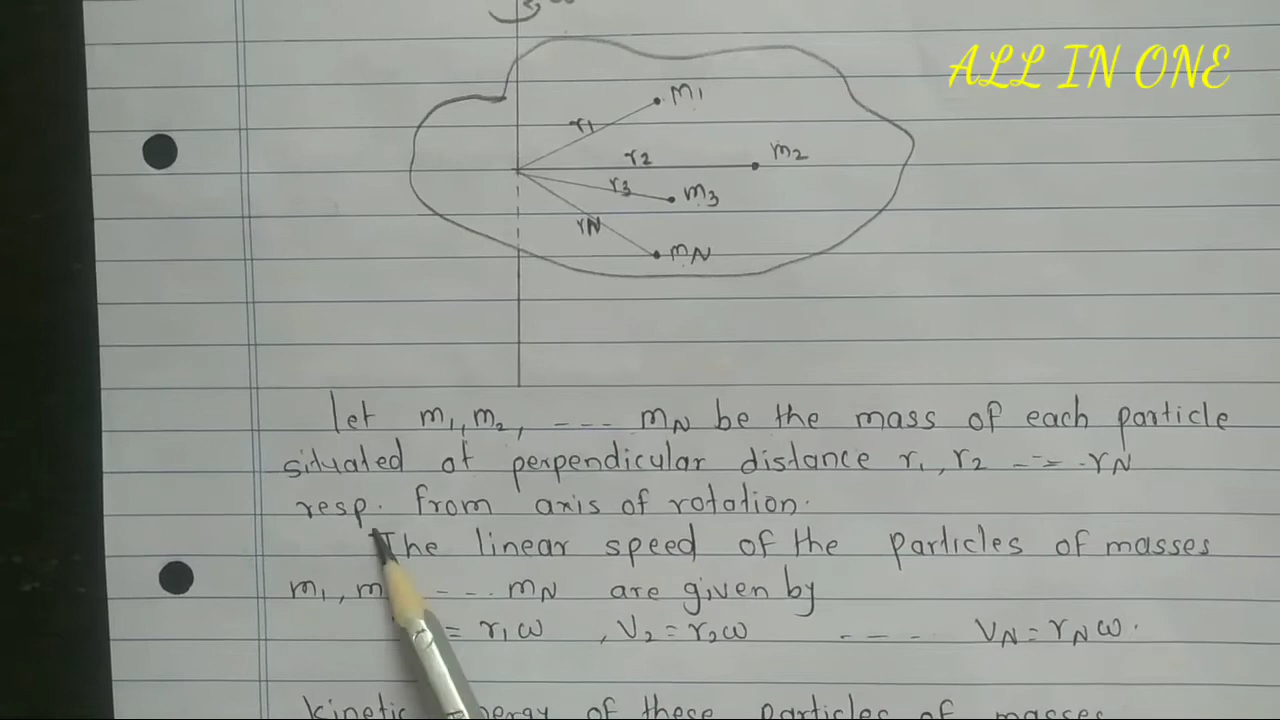 ALL IN ONE
m1
r1
r2
m2
r3
m3
rN
mN
let m1, m2, --- mN be the mass of each particle
situated at perpendicular distance r1, r2 --- rN
resp. from axis of rotation.
The linear speed of the particles of masses
m1, m --- mN are given by
= r1ω , V2 = r2ω ---- VN = rNω.
kinetic of these particles of masses